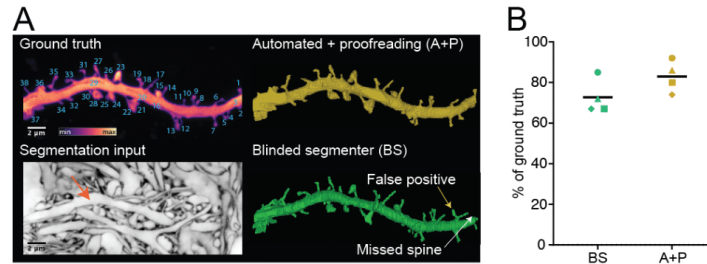 A
Ground truth
Automated + proofreading (A+P)
38 36 35 33 31 27 26 23 21 19 18 17 15
37 34 32 30 29 28 25 24 22
16 14 10 9 8 6 3 1
13 12 11 7 5 4 2
min max
2 µm
Segmentation input
Blinded segmenter (BS)
False positive
Missed spine
2 µm
B
% of ground truth
100
80
60
40
20
0
BS A+P